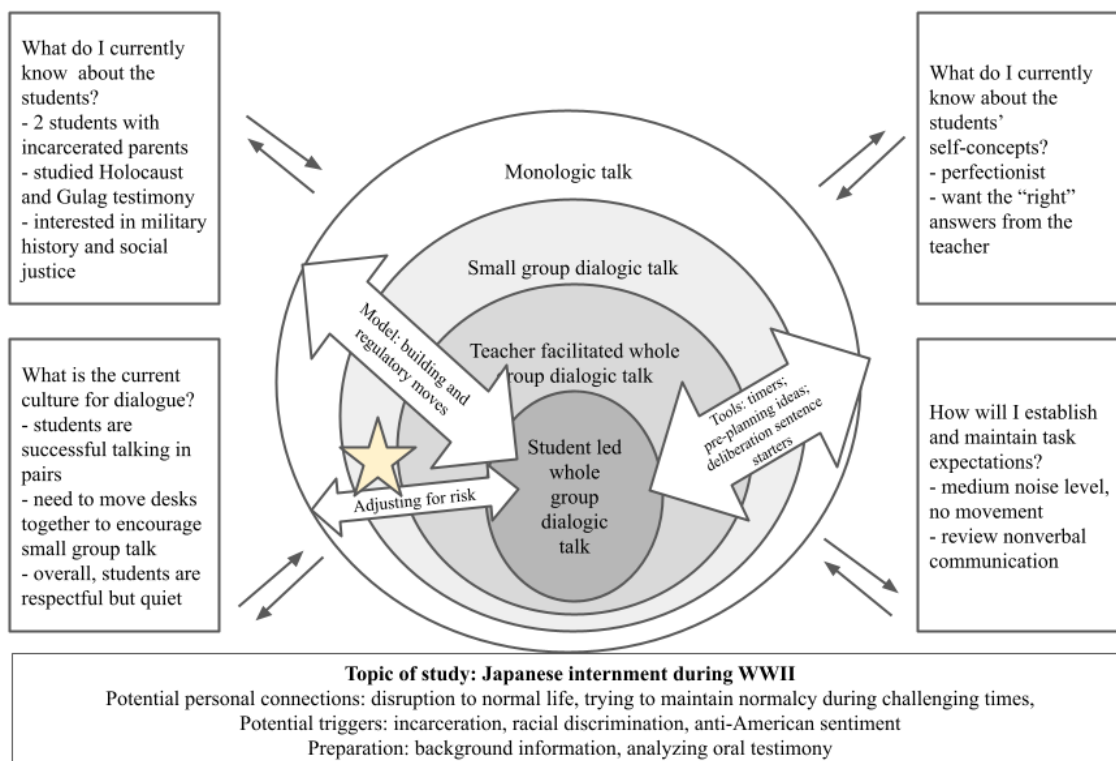 What do I currently
know about the
students?
- 2 students with
incarcerated parents
- studied Holocaust
and Gulag testimony
- interested in military
history and social
justice
What do I currently
know about the
students’
self-concepts?
- perfectionist
- want the “right”
answers from the
teacher
Monologic talk
Small group dialogic talk
Teacher facilitated whole
group dialogic talk
Student led
whole
group
dialogic
talk
Model: building and
regulatory moves
Tools: timers;
pre-planning ideas;
deliberation sentence
starters
Adjusting for risk
What is the current
culture for dialogue?
- students are
successful talking in
pairs
- need to move desks
together to encourage
small group talk
- overall, students are
respectful but quiet
How will I establish
and maintain task
expectations?
- medium noise level,
no movement
- review nonverbal
communication
Topic of study: Japanese internment during WWII
Potential personal connections: disruption to normal life, trying to maintain normalcy during challenging times,
Potential triggers: incarceration, racial discrimination, anti-American sentiment
Preparation: background information, analyzing oral testimony